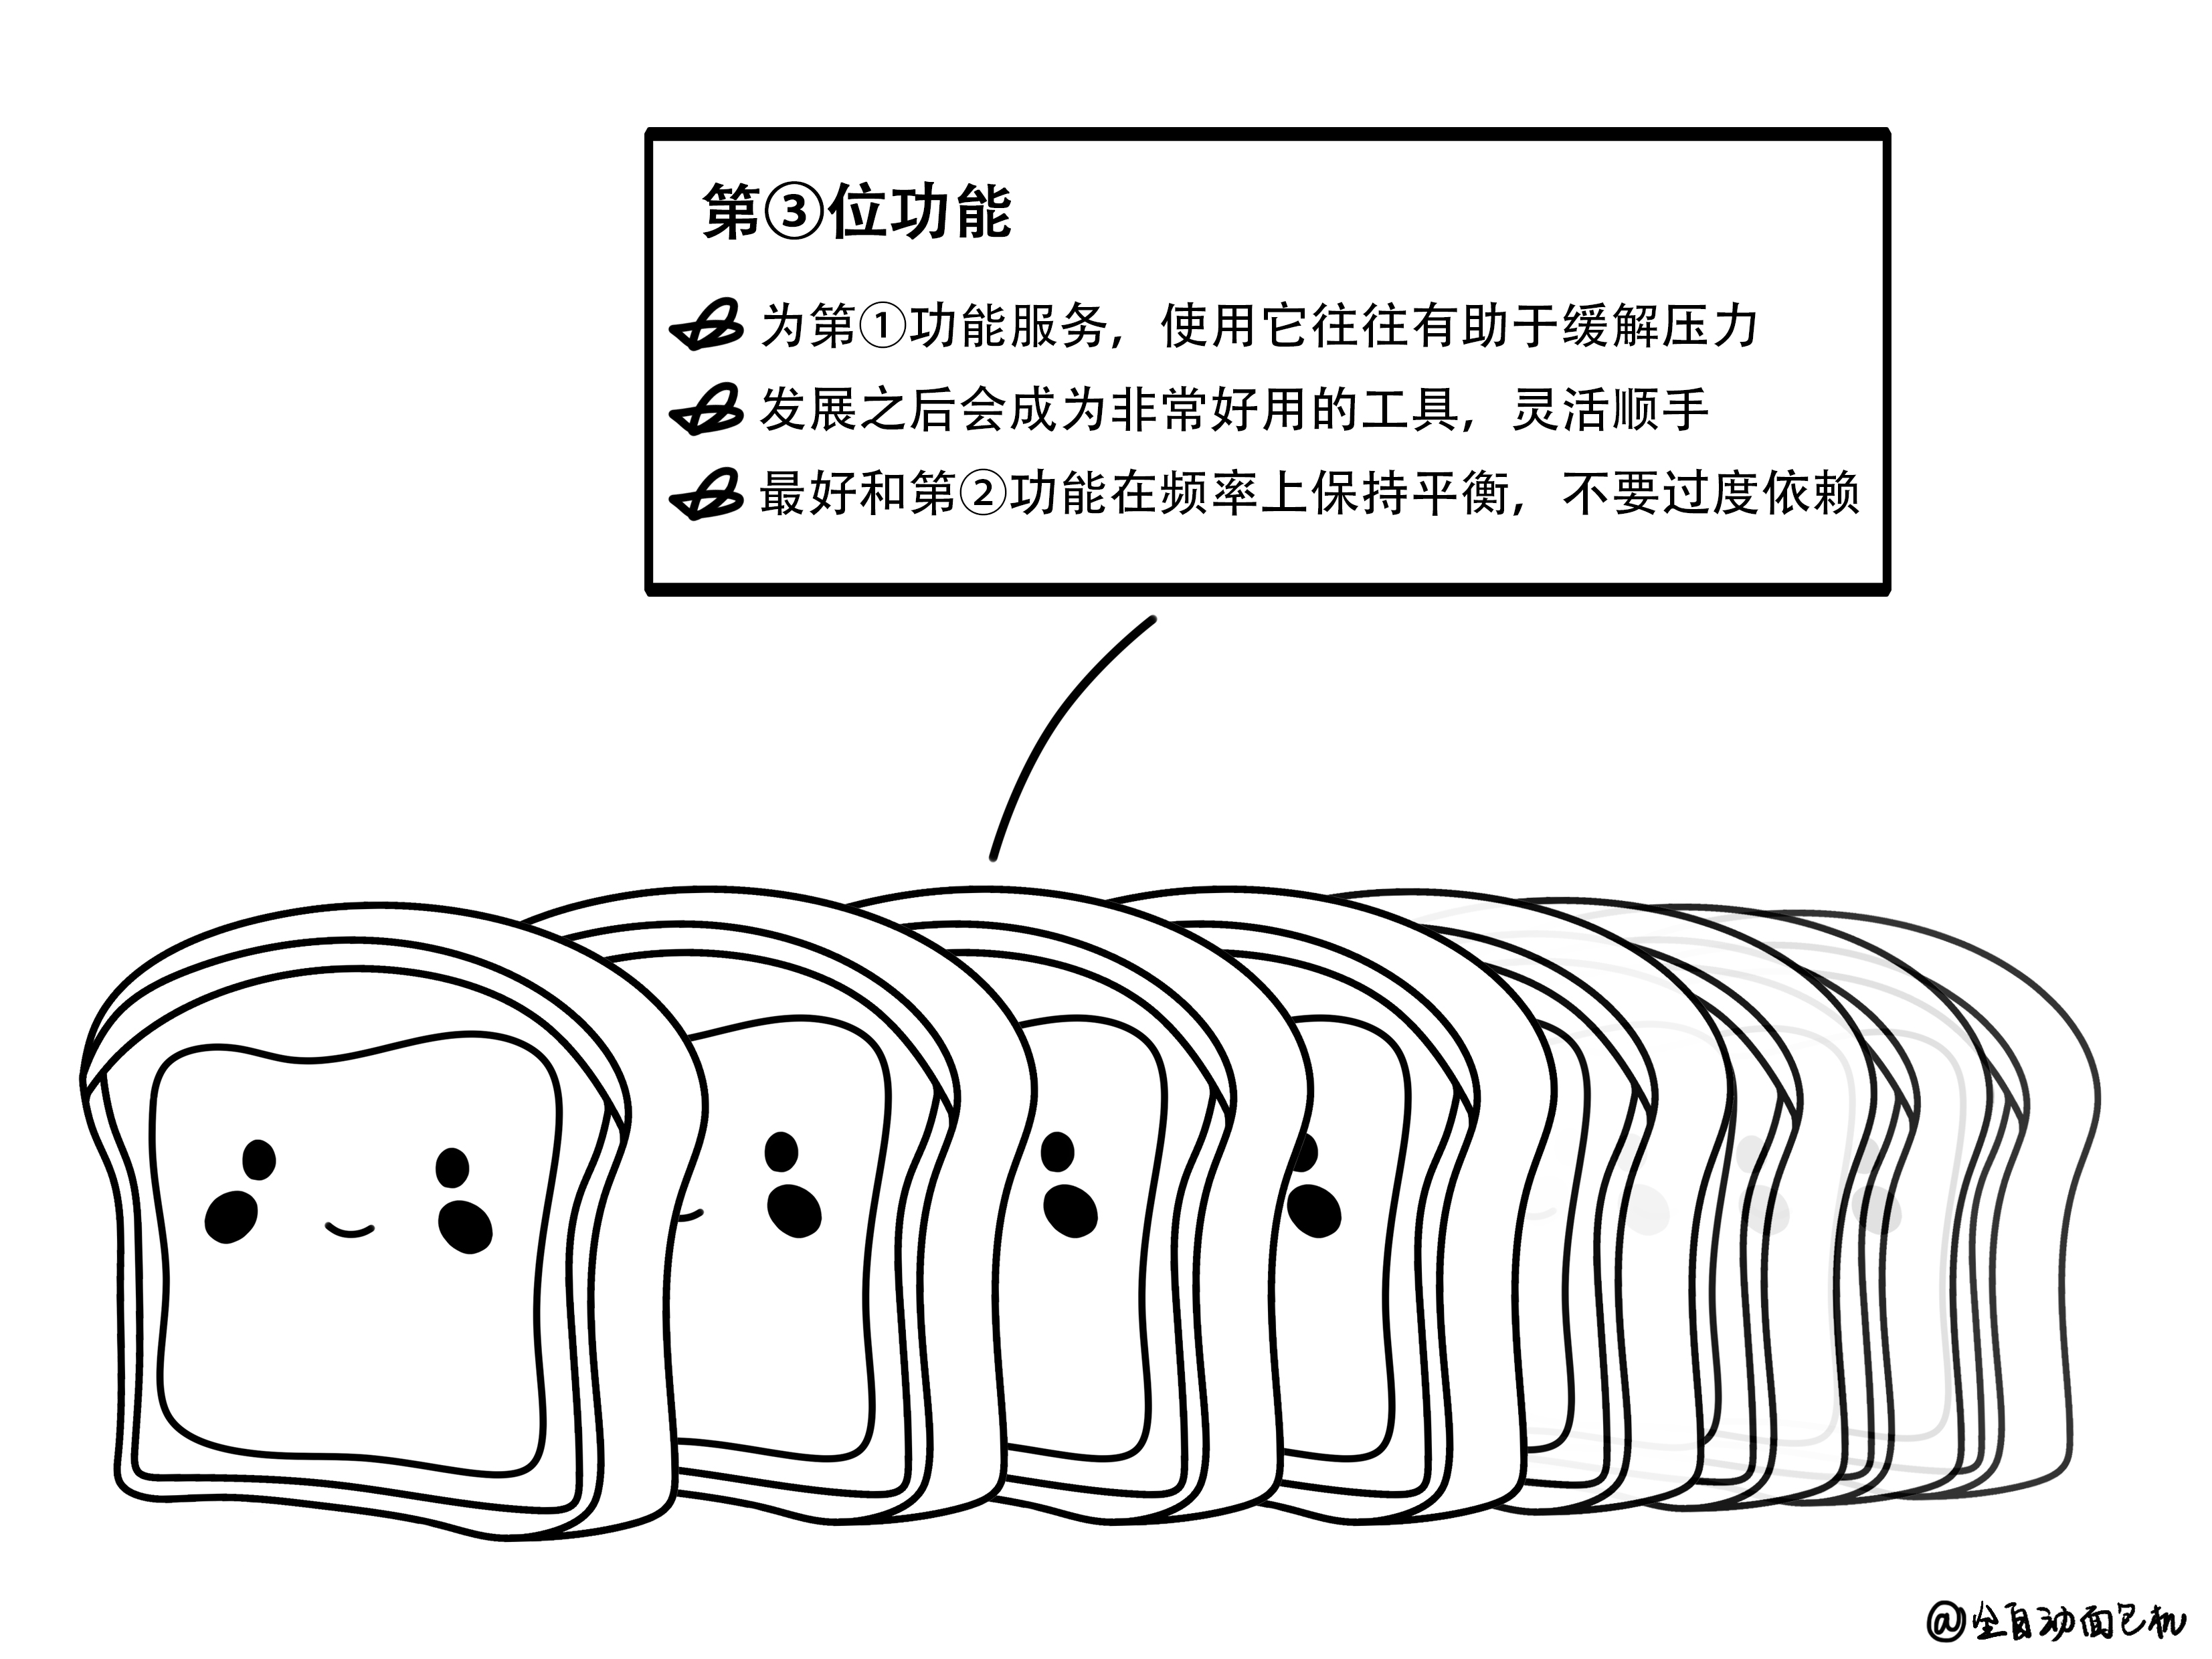 第③位功能
为第①功能服务，使用它往往有助于缓解压力
发展之后会成为非常好用的工具，灵活顺手
最好和第②功能在频率上保持平衡，不要过度依赖
@全自动面包机